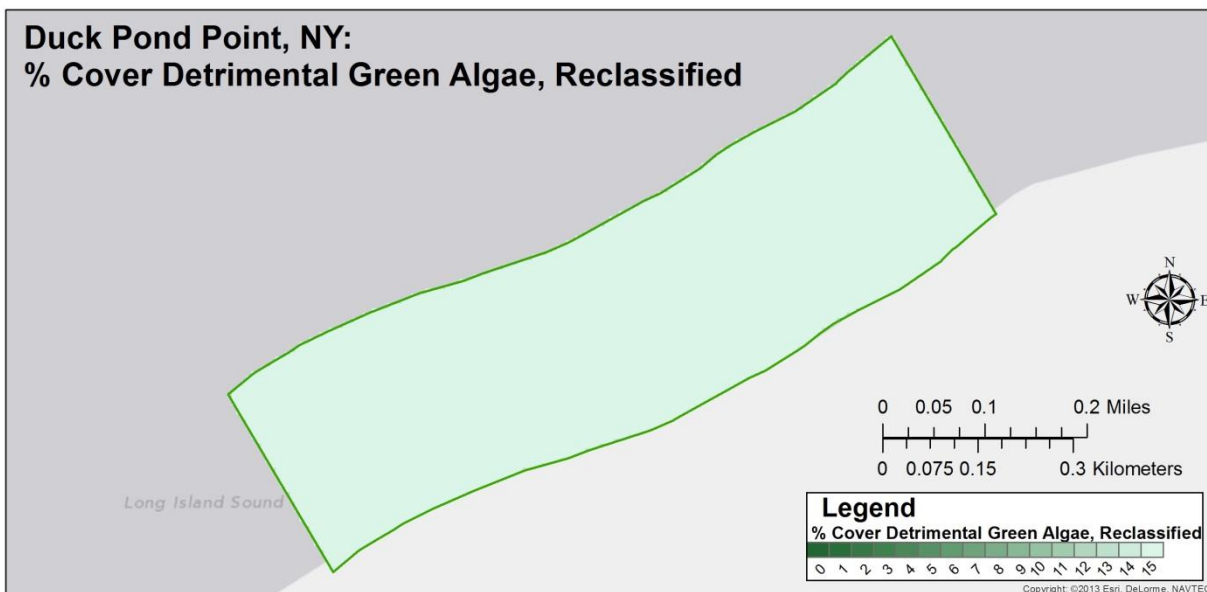 Duck Pond Point, NY:
% Cover Detrimental Green Algae, Reclassified
N
W E
S
0 0.05 0.1 0.2 Miles
0 0.075 0.15 0.3 Kilometers
Long Island Sound
Legend
% Cover Detrimental Green Algae, Reclassified
0 1 2 3 4 5 6 7 8 9 10 11 12 13 14 15
Copyright: ©2013 Esri, DeLorme, NAVTEQ